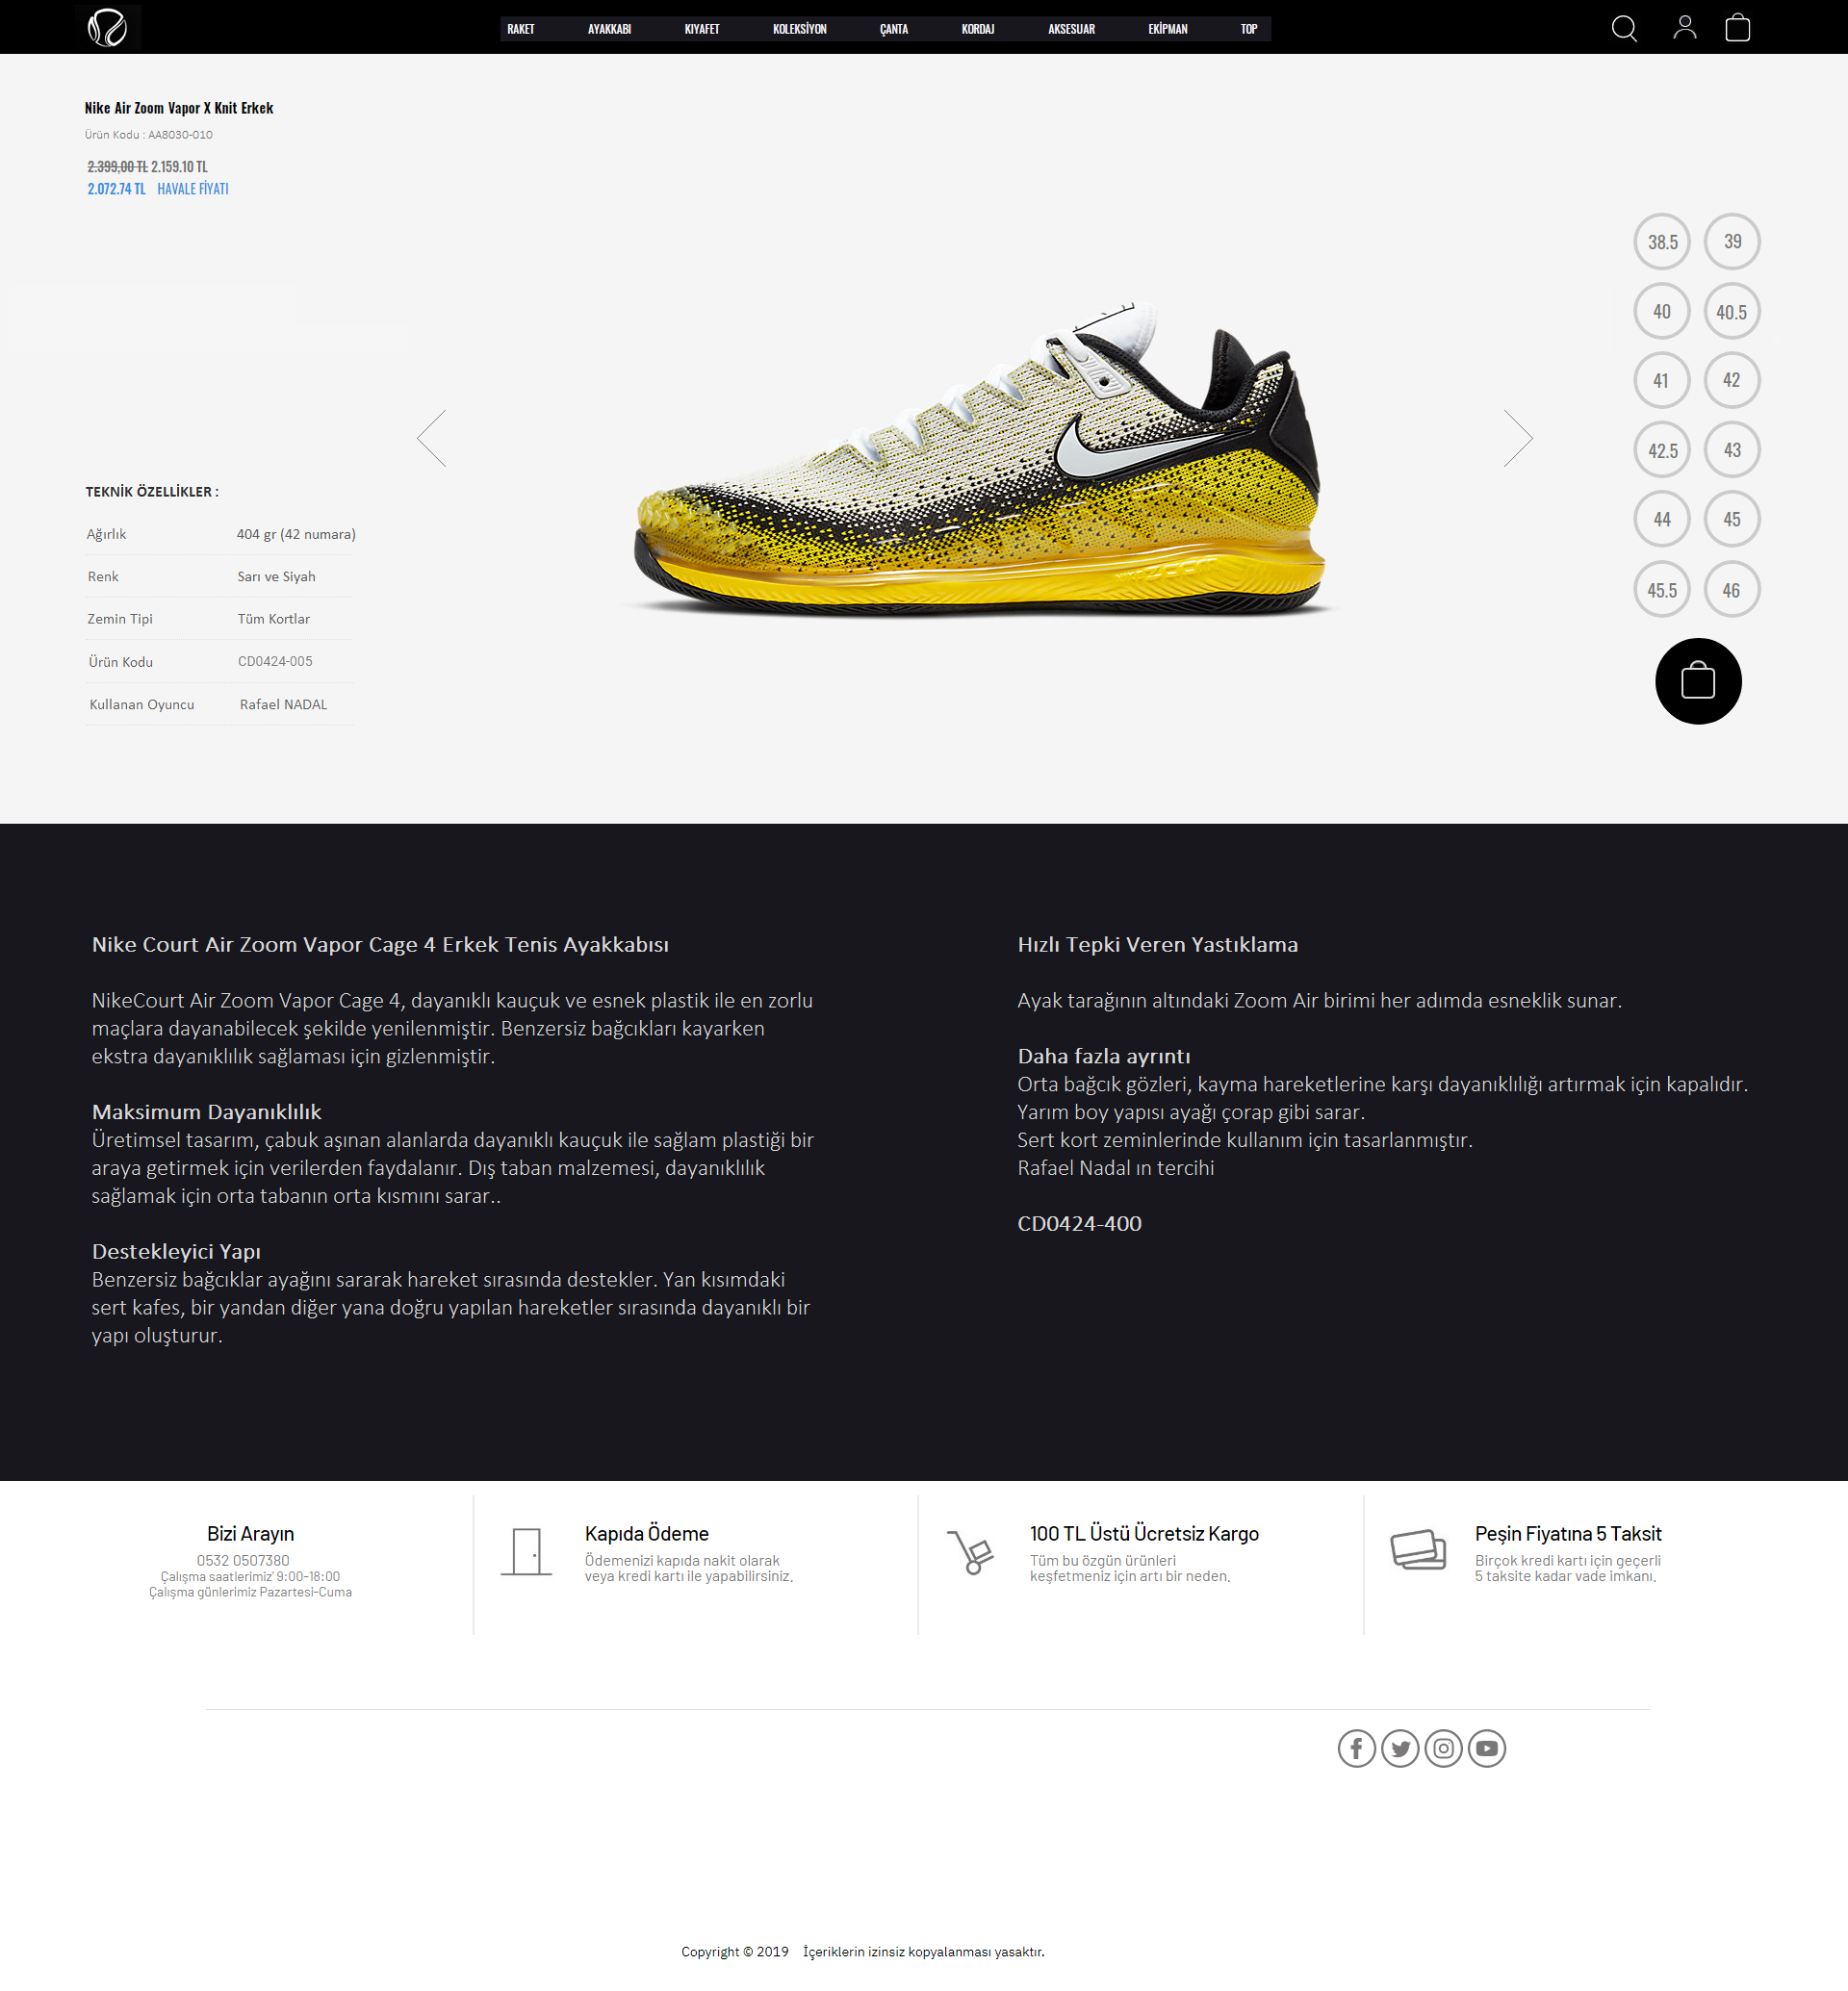 RAKET AYAKKABI KIYAFET KOLEKSİYON ÇANTA KORDAJ AKSESUAR EKİPMAN TOP
Nike Air Zoom Vapor X Knit Erkek
Ürün Kodu : AA8030-010
2.399,00 TL 2.159.10 TL
2.072.74 TL HAVALE FİYATI
38.5 39
40 40.5
41 42
42.5 43
44 45
45.5 46
TEKNİK ÖZELLİKLER :
Ağırlık 404 gr (42 numara)
Renk Sarı ve Siyah
Zemin Tipi Tüm Kortlar
Ürün Kodu CD0424-005
Kullanan Oyuncu Rafael NADAL
Nike Court Air Zoom Vapor Cage 4 Erkek Tenis Ayakkabısı
NikeCourt Air Zoom Vapor Cage 4, dayanıklı kauçuk ve esnek plastik ile en zorlu
maçlara dayanabilecek şekilde yenilenmiştir. Benzersiz bağcıkları kayarken
ekstra dayanıklılık sağlaması için gizlenmiştir.
Maksimum Dayanıklılık
Üretimsel tasarım, çabuk aşınan alanlarda dayanıklı kauçuk ile sağlam plastiği bir
araya getirmek için verilerden faydalanır. Dış taban malzemesi, dayanıklılık
sağlamak için orta tabanın orta kısmını sarar..
Destekleyici Yapı
Benzersiz bağcıklar ayağını sararak hareket sırasında destekler. Yan kısımdaki
sert kafes, bir yandan diğer yana doğru yapılan hareketler sırasında dayanıklı bir
yapı oluşturur.
Hızlı Tepki Veren Yastıklama
Ayak tarağının altındaki Zoom Air birimi her adımda esneklik sunar.
Daha fazla ayrıntı
Orta bağcık gözleri, kayma hareketlerine karşı dayanıklılığı artırmak için kapalıdır.
Yarım boy yapısı ayağı çorap gibi sarar.
Sert kort zeminlerinde kullanım için tasarlanmıştır.
Rafael Nadal ın tercihi
CD0424-400
Bizi Arayın
0532 0507380
Çalışma saatlerimiz' 9:00-18:00
Çalışma günlerimiz Pazartesi-Cuma
Kapıda Ödeme
Ödemenizi kapıda nakit olarak
veya kredi kartı ile yapabilirsiniz.
100 TL Üstü Ücretsiz Kargo
Tüm bu özgün ürünleri
keşfetmeniz için artı bir neden.
Peşin Fiyatına 5 Taksit
Birçok kredi kartı için geçerli
5 taksite kadar vade imkanı.
Copyright © 2019 İçeriklerin izinsiz kopyalanması yasaktır.